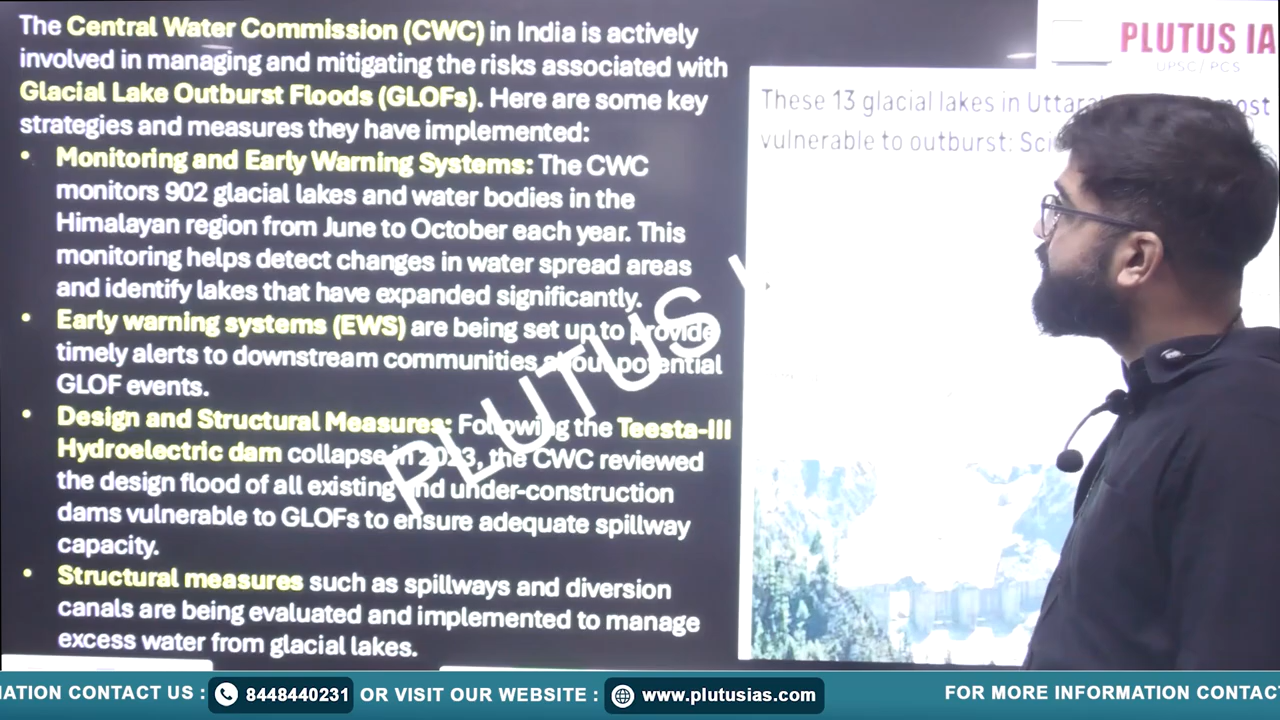 The Central Water Commission (CWC) in India is actively
involved in managing and mitigating the risks associated with
Glacial Lake Outburst Floods (GLOFs). Here are some key
strategies and measures they have implemented:
• Monitoring and Early Warning Systems: The CWC
monitors 902 glacial lakes and water bodies in the
Himalayan region from June to October each year. This
monitoring helps detect changes in water spread areas
and identify lakes that have expanded significantly.
• Early warning systems (EWS) are being set up to provide
timely alerts to downstream communities about potential
GLOF events.
• Design and Structural Measures: Following the Teesta-III
Hydroelectric dam collapse in 2023, the CWC reviewed
the design flood of all existing and under-construction
dams vulnerable to GLOFs to ensure adequate spillway
capacity.
• Structural measures such as spillways and diversion
canals are being evaluated and implemented to manage
excess water from glacial lakes.
PLUTUS
PLUTUS IA
UPSC/ PCS
These 13 glacial lakes in most
vulnerable to outburst:
MATION CONTACT US : 8448440231 OR VISIT OUR WEBSITE : www.plutusias.com FOR MORE INFORMATION CONTACT